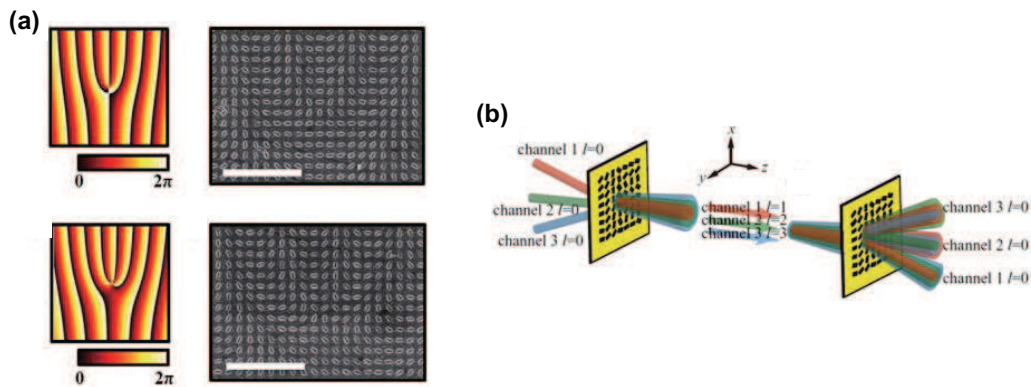 (a)
0 2π
0 2π
(b)
x
y
z
channel 1 l=0
channel 2 l=0
channel 3 l=0
channel 1 l=1
channel 2 l=2
channel 3 l=3
channel 3 l=0
channel 2 l=0
channel 1 l=0